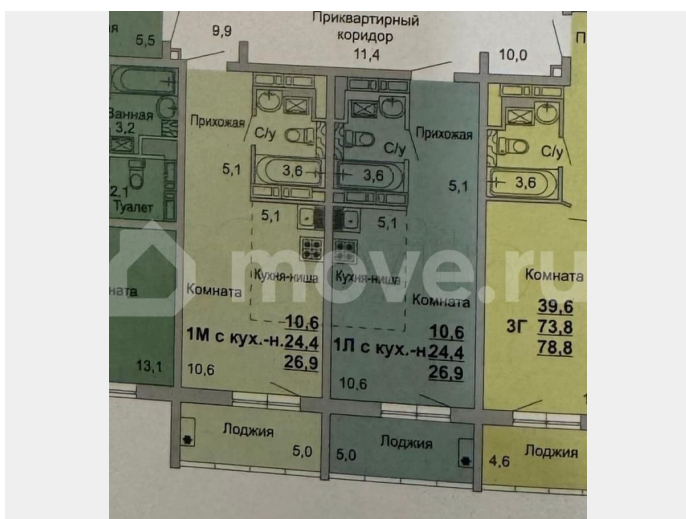 Приквартирный
коридор
5,5
9,9
11,4
10,0
Ванная
3,2
Прихожая
С/у
С/у
Прихожая
С/у
5,1
3,6
3,6
5,1
3,6
2,1
Туалет
5,1
5,1
Кухня-ниша
Кухня-ниша
Комната
Комната
Комната
move.ru
10,6
1М с кух.-н.24,4
26,9
10,6
1Л с кух.-н.24,4
26,9
39,6
3Г 73,8
78,8
13,1
10,6
10,6
Лоджия
5,0
Лоджия
5,0
Лоджия
4,6